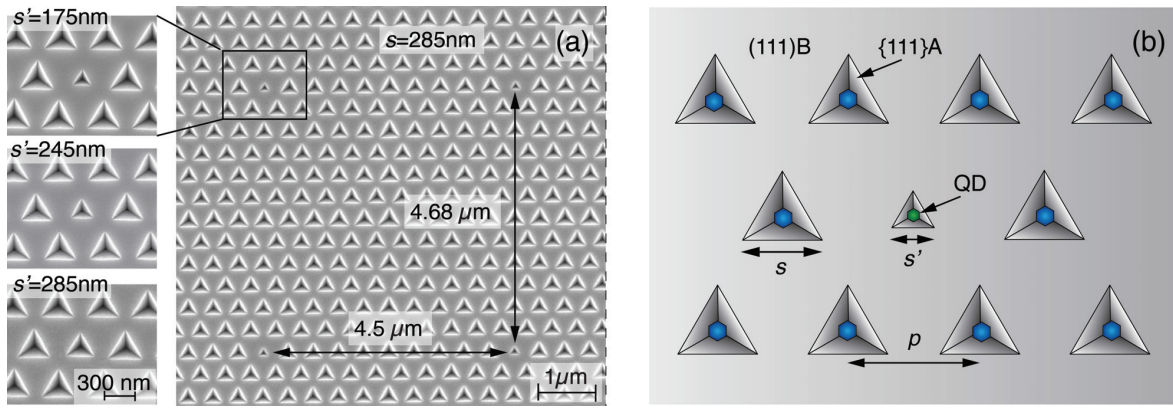 s'=175nm
s'=245nm
s'=285nm
300 nm
(a)
s=285nm
4.68 µm
4.5 µm
1µm
(b)
(111)B
{111}A
QD
s
s'
p